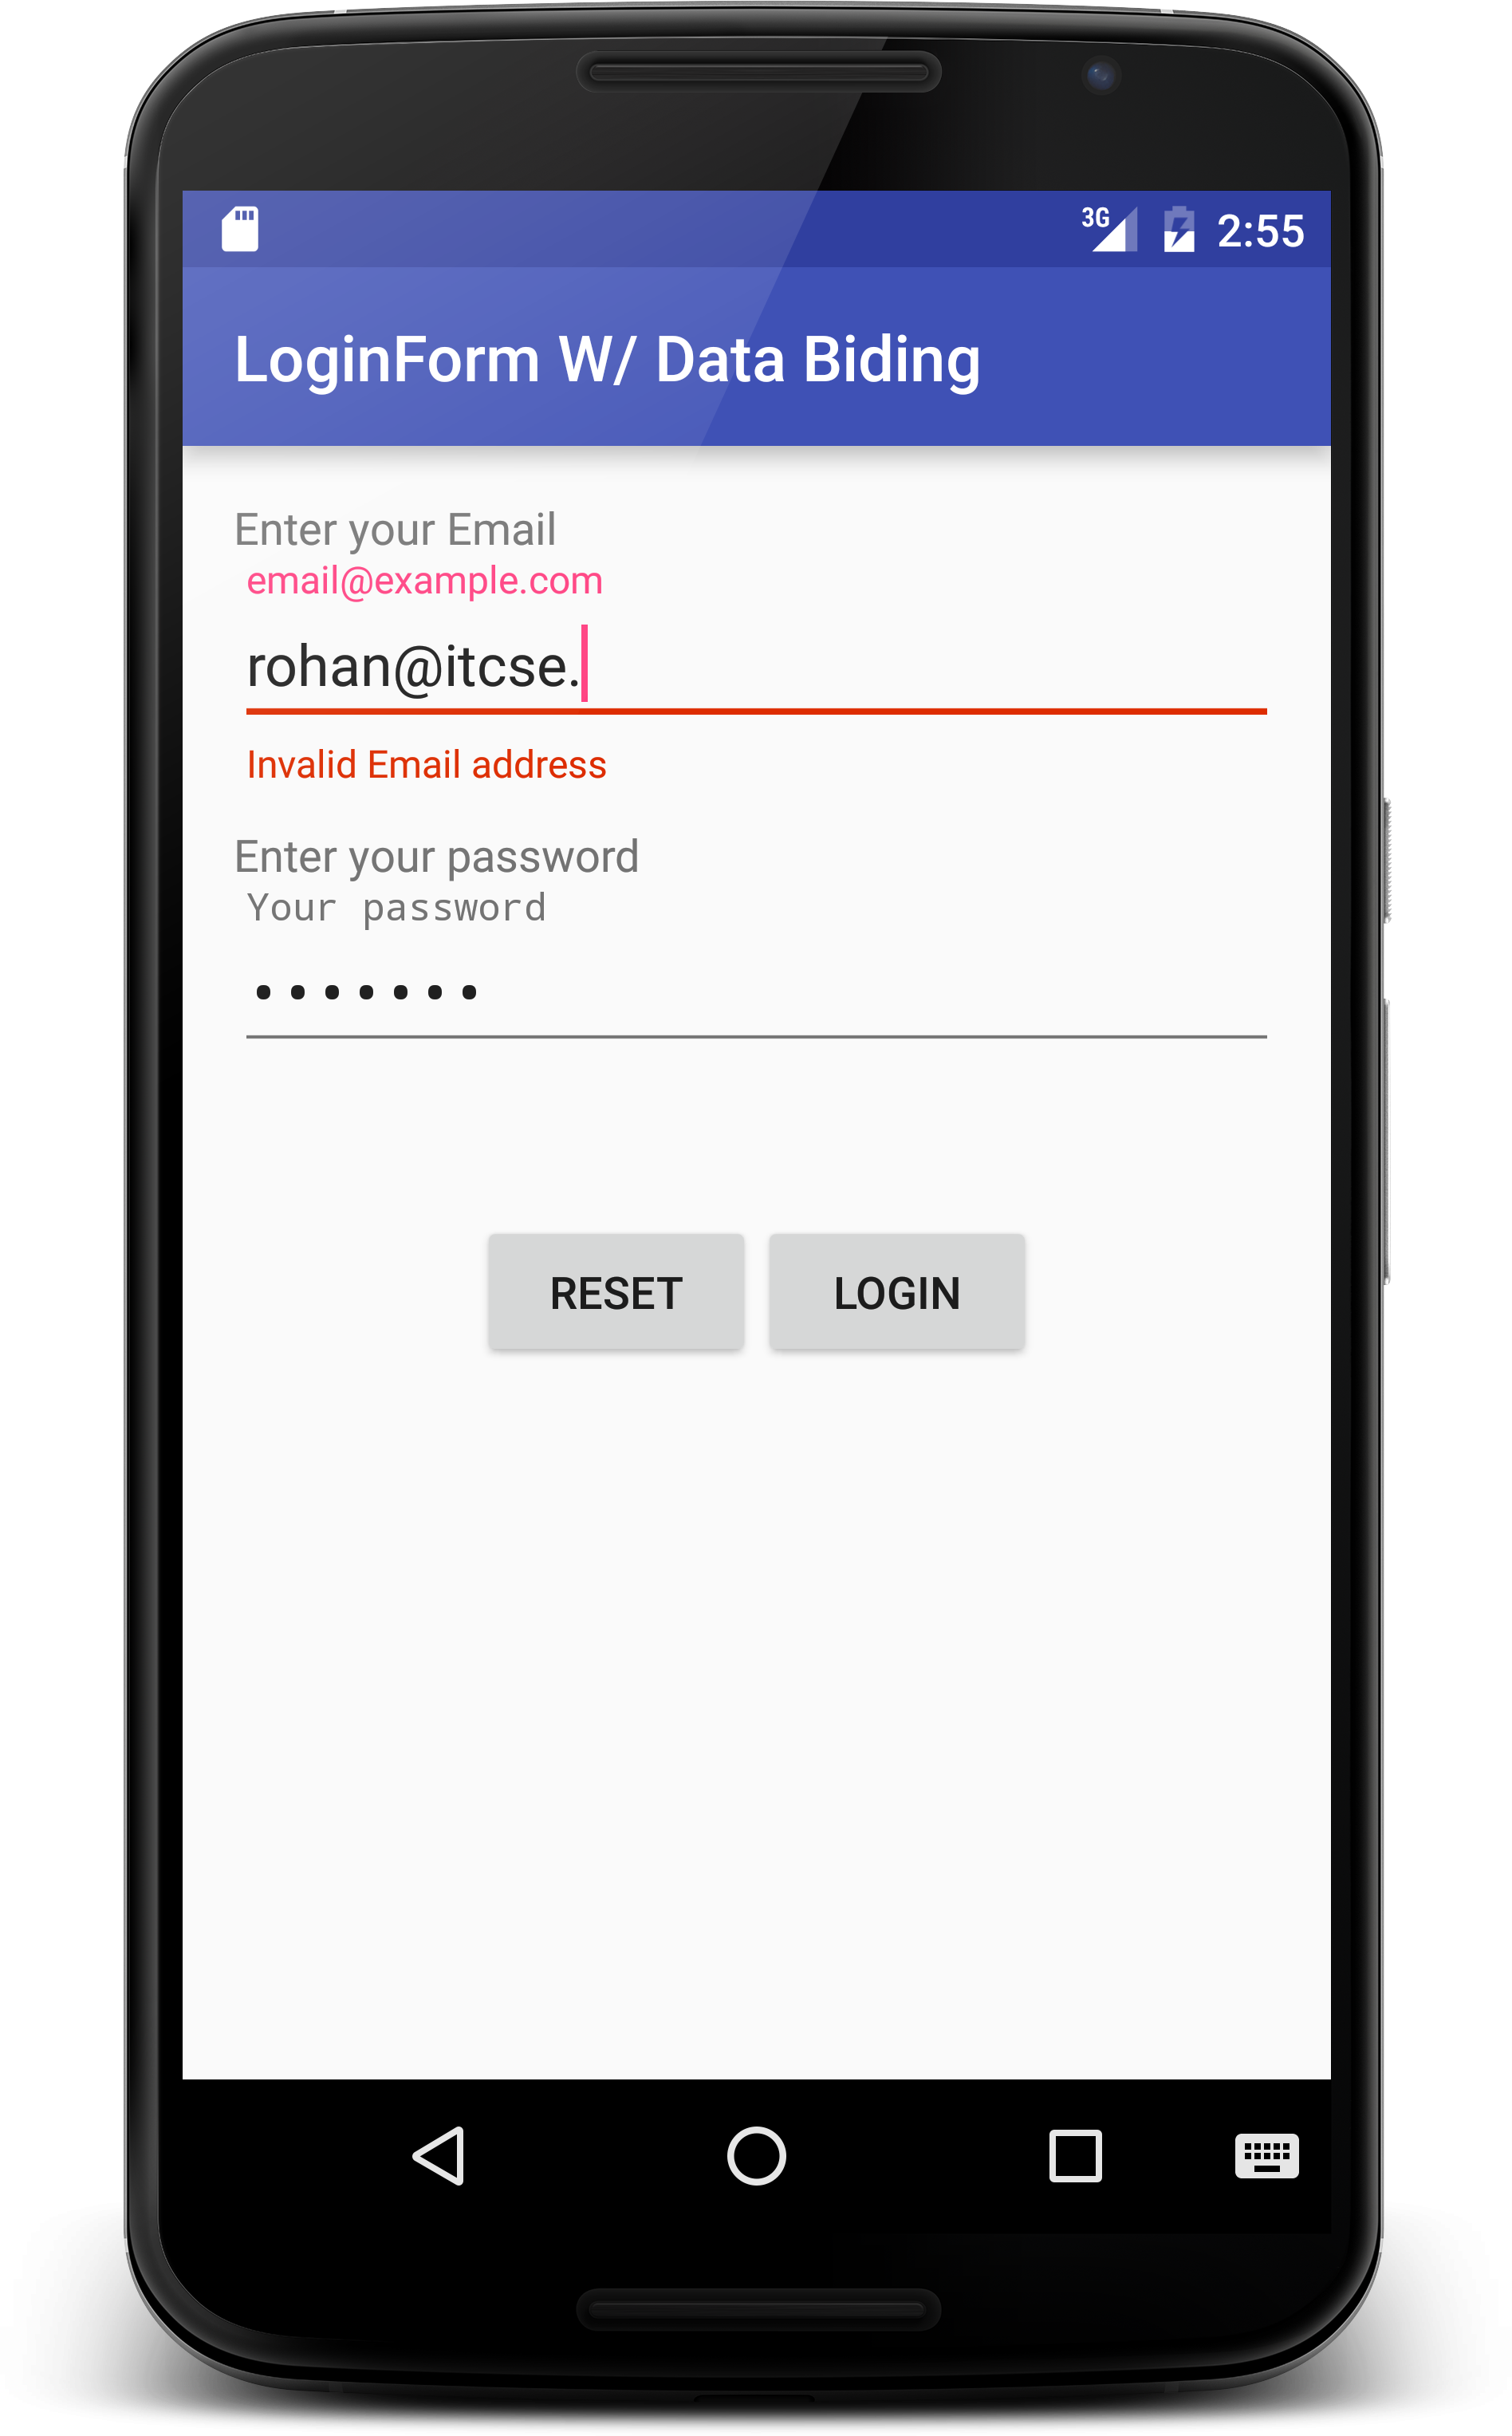 3G 2:55
LoginForm W/ Data Biding
Enter your Email
email@example.com
rohan@itcse.
Invalid Email address
Enter your password
Your password
•••••••
RESET LOGIN